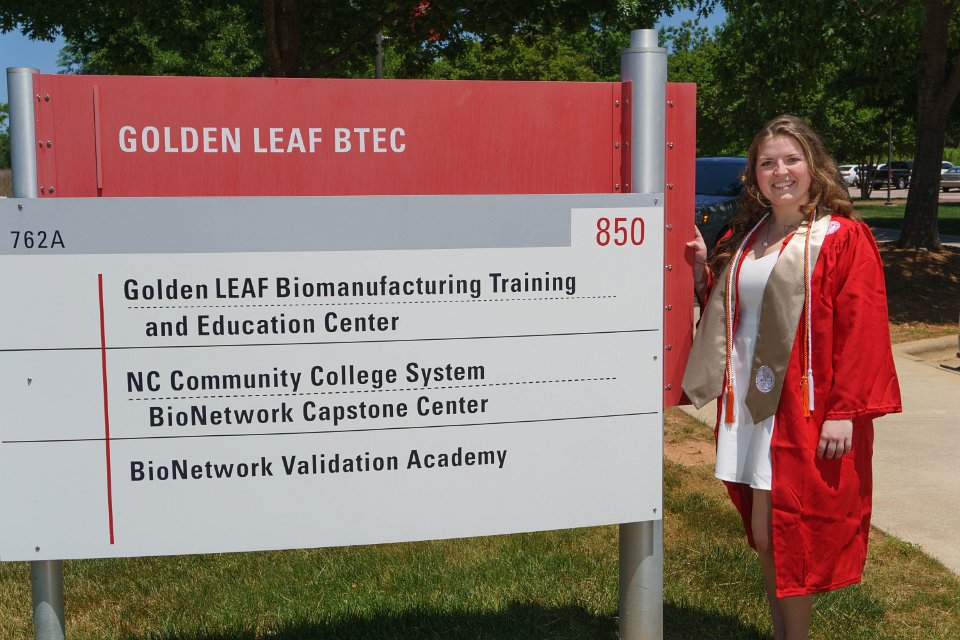 GOLDEN LEAF BTEC
762A
850
Golden LEAF Biomanufacturing Training
and Education Center
NC Community College System
BioNetwork Capstone Center
BioNetwork Validation Academy